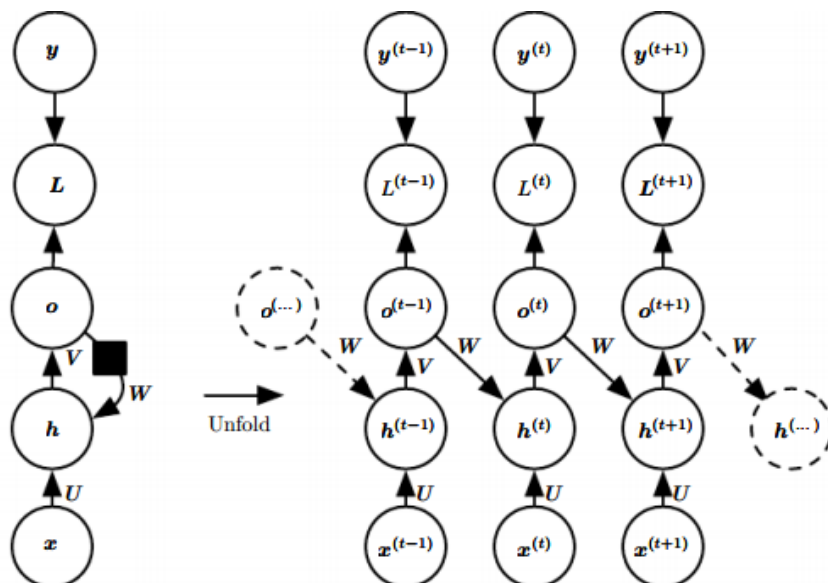 y y^(t−1) y^(t) y^(t+1)
L L^(t−1) L^(t) L^(t+1)
o o^(...) o^(t−1) o^(t) o^(t+1)
W W W W
V V V V
W
Unfold
h h^(t−1) h^(t) h^(t+1) h^(...)
U U U U
x x^(t−1) x^(t) x^(t+1)